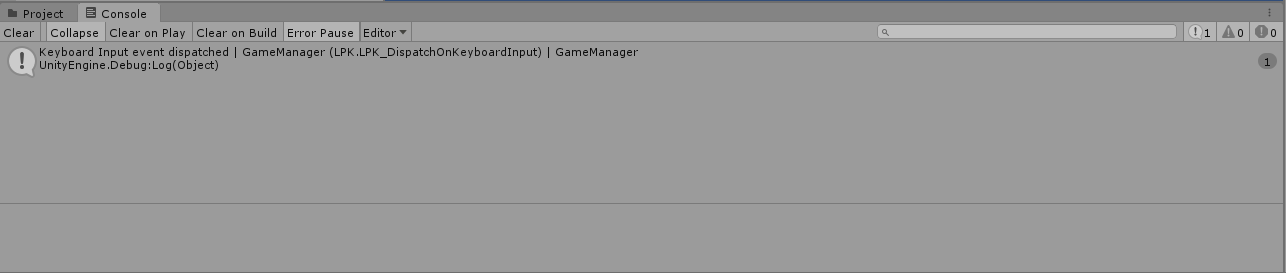 Project Console
Clear Collapse Clear on Play Clear on Build Error Pause Editor 1 0 0
Keyboard Input event dispatched | GameManager (LPK.LPK_DispatchOnKeyboardInput) | GameManager
UnityEngine.Debug:Log(Object)
1